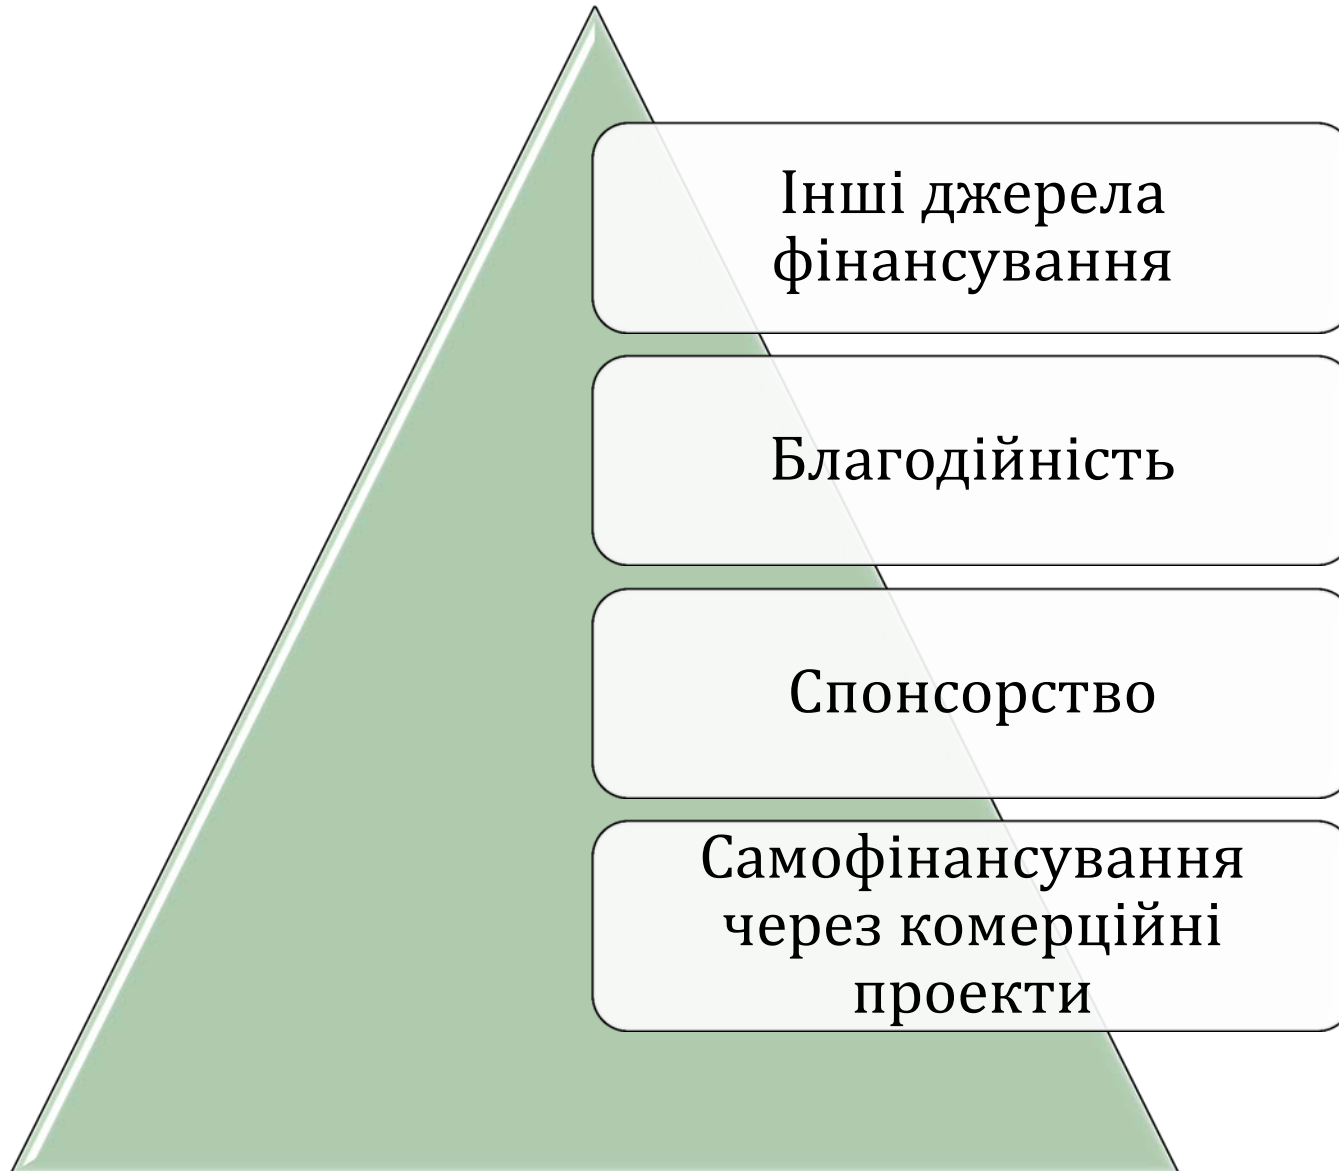 Інші джерела
фінансування
Благодійність
Спонсорство
Самофінансування
через комерційні
проекти